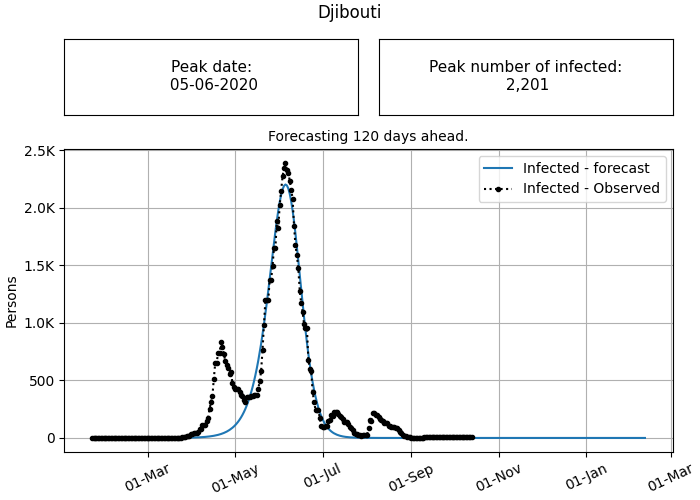 Djibouti
Peak date:
05-06-2020
Peak number of infected:
2,201
Forecasting 120 days ahead.
2.5K
2.0K
1.5K
1.0K
500
0
Persons
Infected - forecast
Infected - Observed
01-Mar
01-May
01-Jul
01-Sep
01-Nov
01-Jan
01-Mar